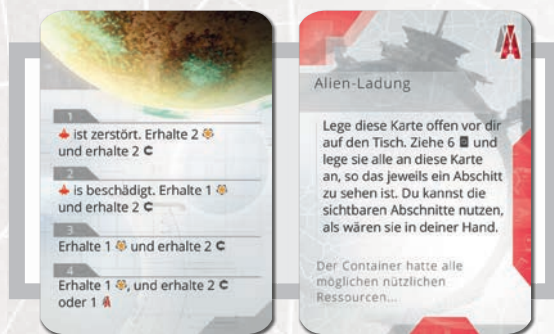 1
ist zerstört. Erhalte 2
und erhalte 2 C
2
ist beschädigt. Erhalte 1
und erhalte 2 C
3
Erhalte 1 und erhalte 2 C
4
Erhalte 1 , und erhalte 2 C
oder 1
Alien-Ladung
Lege diese Karte offen vor dir
auf den Tisch. Ziehe 6 und
lege sie alle an diese Karte
an, so das jeweils ein Abschitt
zu sehen ist. Du kannst die
sichtbaren Abschnitte nutzen,
als wären sie in deiner Hand.
Der Container hatte alle
möglichen nützlichen
Ressourcen...